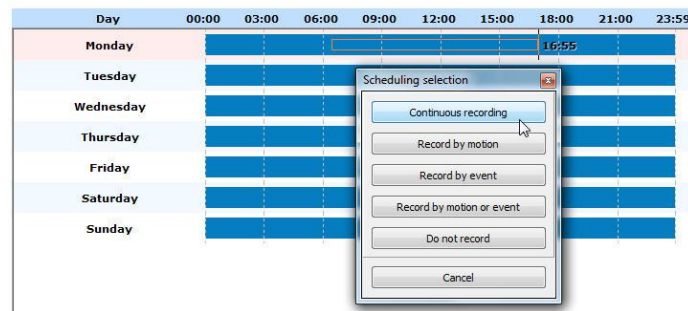 Day 00:00 03:00 06:00 09:00 12:00 15:00 18:00 21:00 23:59
Monday 16:55
Tuesday
Wednesday
Thursday
Friday
Saturday
Sunday
Scheduling selection
Continuous recording
Record by motion
Record by event
Record by motion or event
Do not record
Cancel